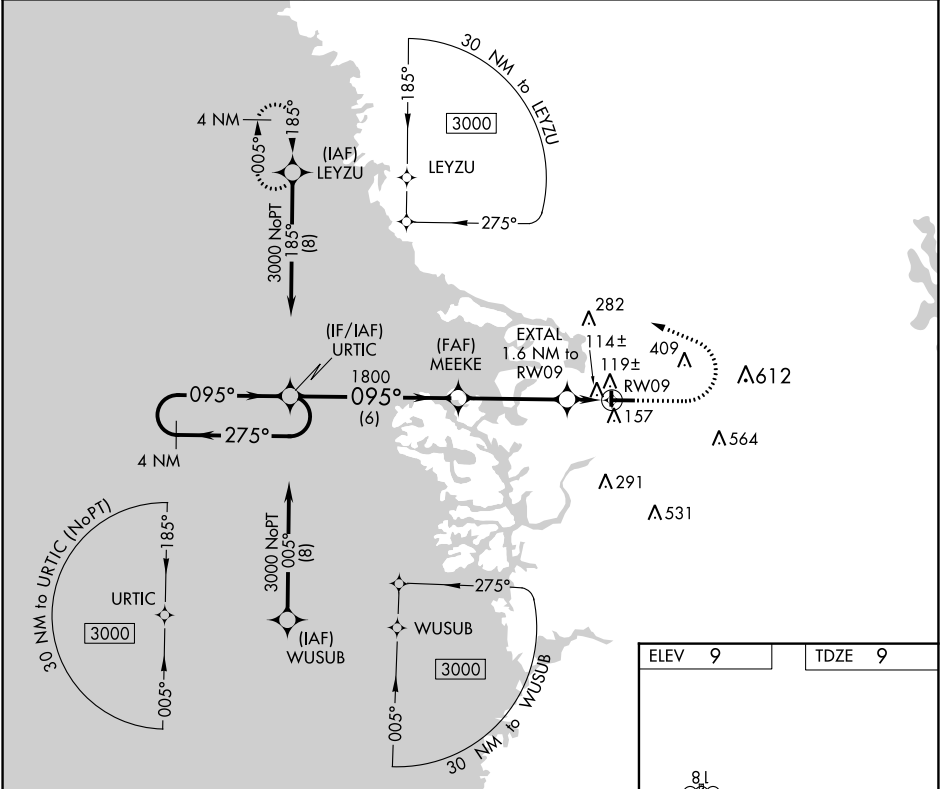 30 NM to LEYZU
185°
3000
LEYZU
275°
4 NM
185°
005°
(IAF)
LEYZU
3000 NoPT
185°
(8)
(IF/IAF)
URTIC
095°
1800
095°
(6)
275°
4 NM
(FAF)
MEEKE
EXTAL
1.6 NM to
RW09
282
114±
119±
409
RW09
612
157
564
291
531
3000 NoPT
005°
(8)
(IAF)
WUSUB
30 NM to URTIC (NoPT)
185°
URTIC
3000
005°
275°
WUSUB
3000
005°
30 NM to WUSUB
ELEV 9
TDZE 9
18